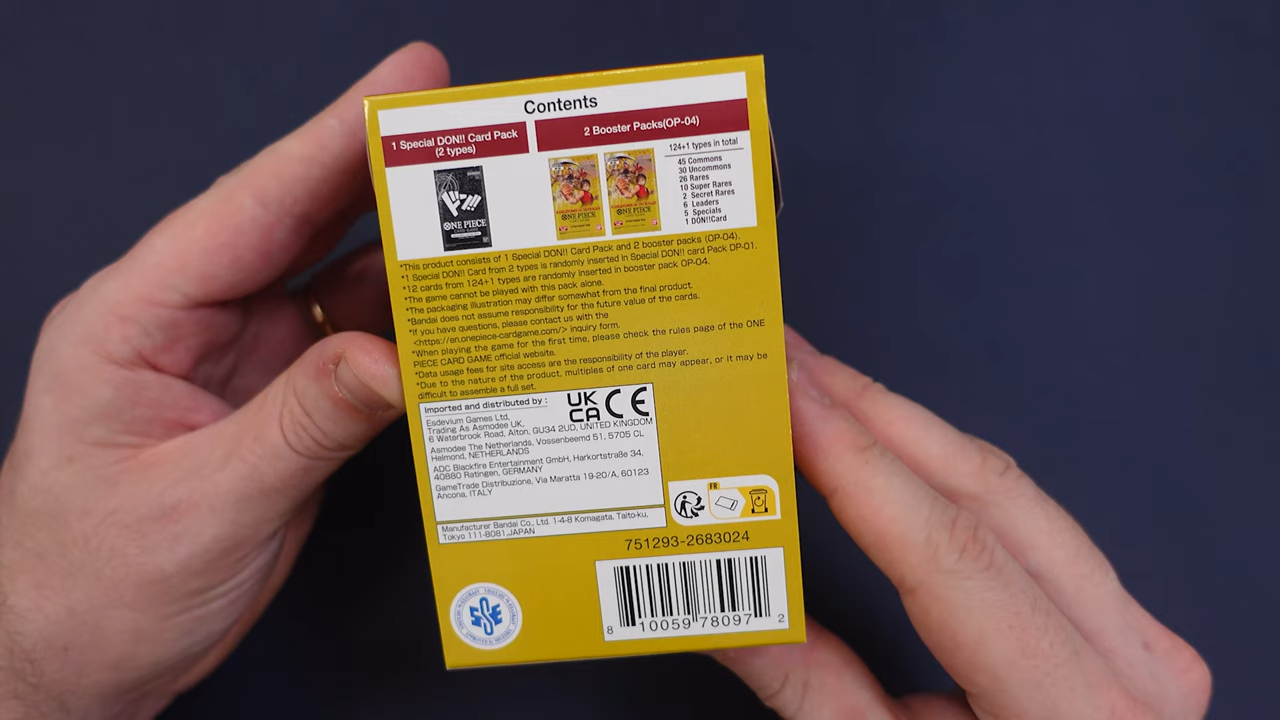 Contents
1 Special DON!! Card Pack
(2 types)
2 Booster Packs(OP-04)
124+1 types in total
45 Commons
30 Uncommons
26 Rares
10 Super Rares
2 Secret Rares
6 Leaders
5 Specials
1 DON!!Card
ドン!!
ONE PIECE
CARD GAME
ONE PIECE
ONE PIECE
*This product consists of 1 Special DON!! Card Pack and 2 booster packs (OP-04).
*1 Special DON!! Card from 2 types is randomly inserted in Special DON!! card Pack DP-01.
*12 cards from 124+1 types are randomly inserted in booster pack OP-04.
*The game cannot be played with this pack alone.
*The packaging illustration may differ somewhat from the final product.
*Bandai does not assume responsibility for the future value of the cards.
*If you have questions, please contact us with the
<https://en.onepiece-cardgame.com/> inquiry form.
*When playing the game for the first time, please check the rules page of the ONE
PIECE CARD GAME official website.
*Data usage fees for site access are the responsibility of the player.
*Due to the nature of the product, multiples of one card may appear, or it may be
difficult to assemble a full set.
Imported and distributed by :
UK
CA CE
Esdevium Games Ltd,
Trading As Asmodee UK,
6 Waterbrook Road, Alton, GU34 2UD, UNITED KINGDOM
Asmodee The Netherlands, Vossenbeemd 51, 5705 CL
Helmond, NETHERLANDS
ADC Blackfire Entertainment GmbH, Harkortstraße 34,
40880 Ratingen, GERMANY
GameTrade Distribuzione, Via Maratta 19-20/A, 60123
Ancona, ITALY
FR
Manufacturer Bandai Co., Ltd. 1-4-8 Komagata, Taito-ku,
Tokyo 111-8081,JAPAN
751293-2683024
8 10059 78097 2